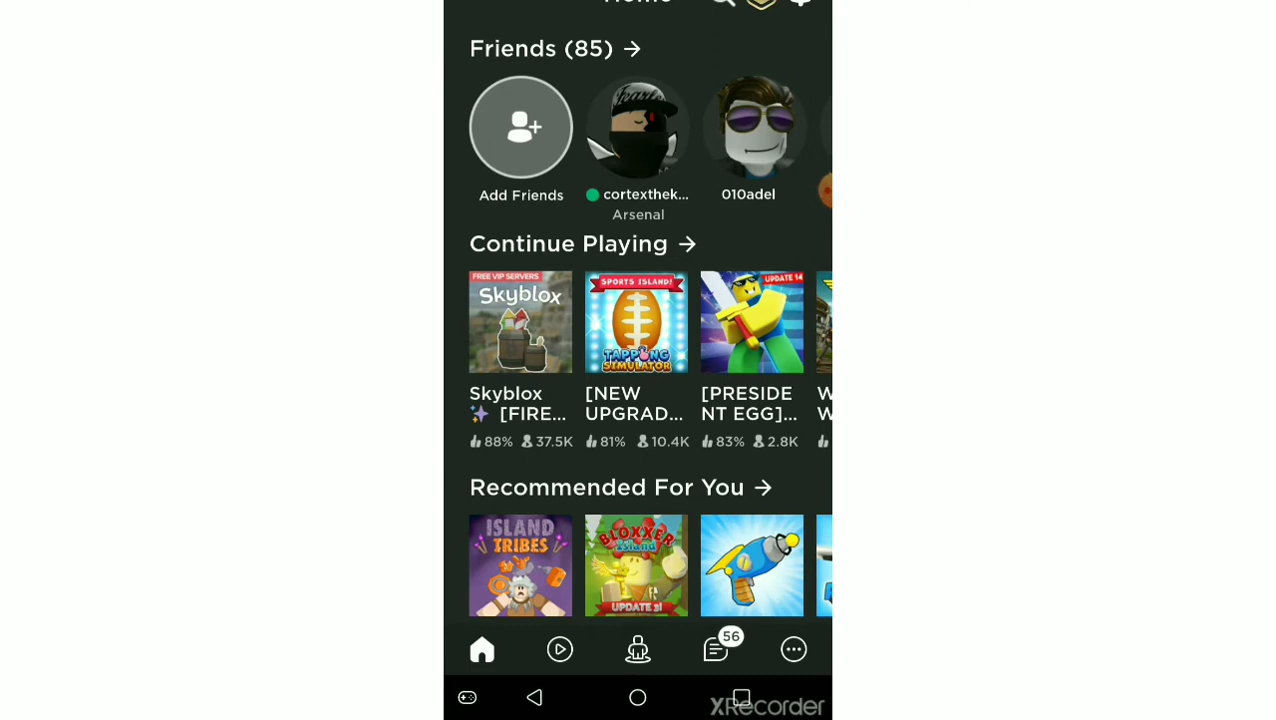 Home
Friends (85) →
Add Friends
cortexthek...
Arsenal
010adel
Continue Playing →
FREE VIP SERVERS
Skyblox
SPORTS ISLAND!
TAPPING
SIMULATOR
UPDATE 14
Skyblox
✨ [FIRE...
88% 37.5K
[NEW
UPGRAD...
81% 10.4K
[PRESIDE
NT EGG]...
83% 2.8K
W
W
Recommended For You →
ISLAND
TRIBES
BLOXXER
Island
UPDATE 3!
56
XRecorder